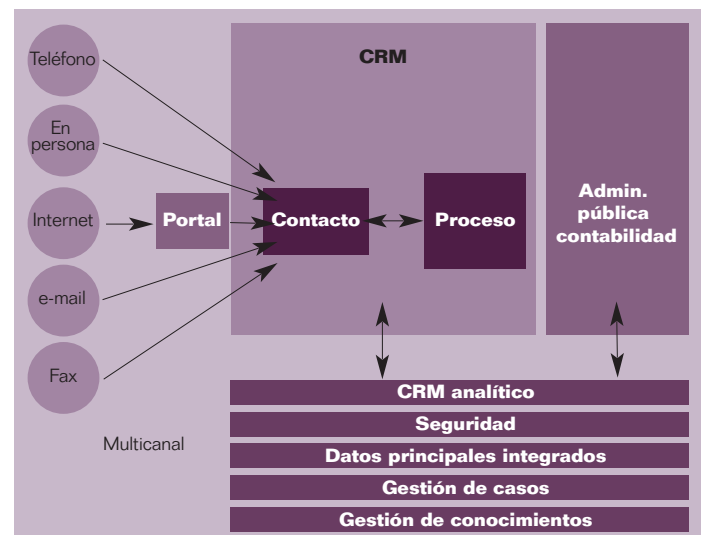 Teléfono
En
persona
Internet
e-mail
Fax
Multicanal
Portal
CRM
Contacto
Proceso
Admin.
pública
contabilidad
CRM analítico
Seguridad
Datos principales integrados
Gestión de casos
Gestión de conocimientos